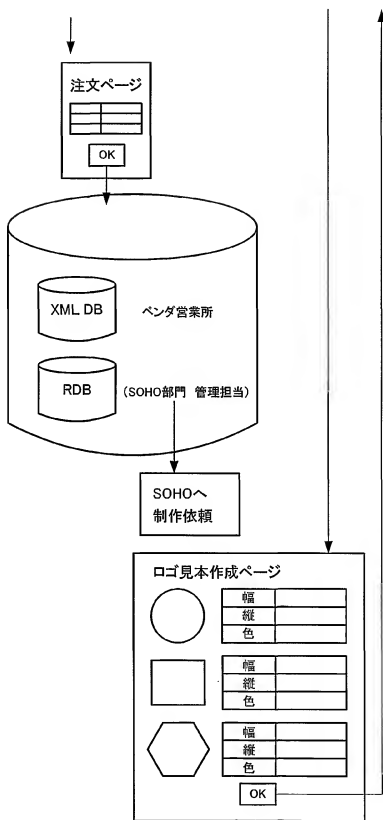 注文ページ
OK
XML DB
ベンダ営業所
RDB
(SOHO部門 管理担当)
SOHOへ
制作依頼
ロゴ見本作成ページ
幅
縦
色
幅
縦
色
幅
縦
色
OK